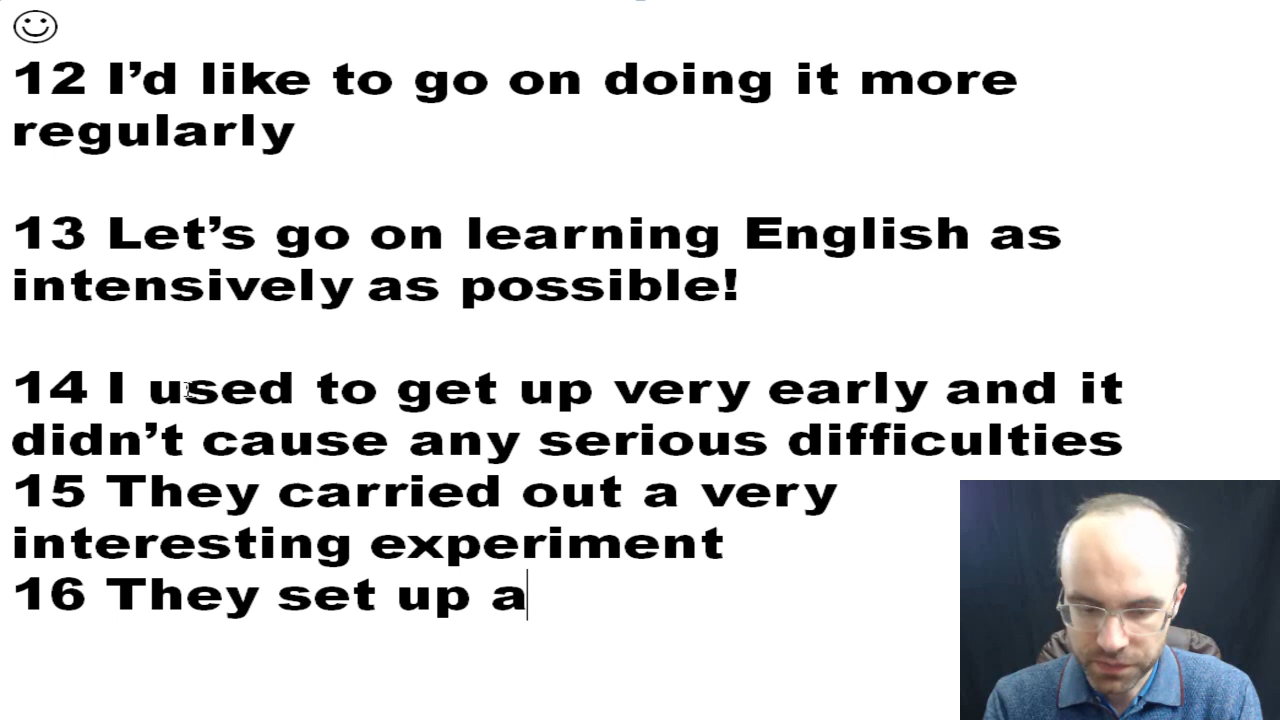 12 I’d like to go on doing it more
regularly
13 Let’s go on learning English as
intensively as possible!
14 I used to get up very early and it
didn’t cause any serious difficulties
15 They carried out a very
interesting experiment
16 They set up a